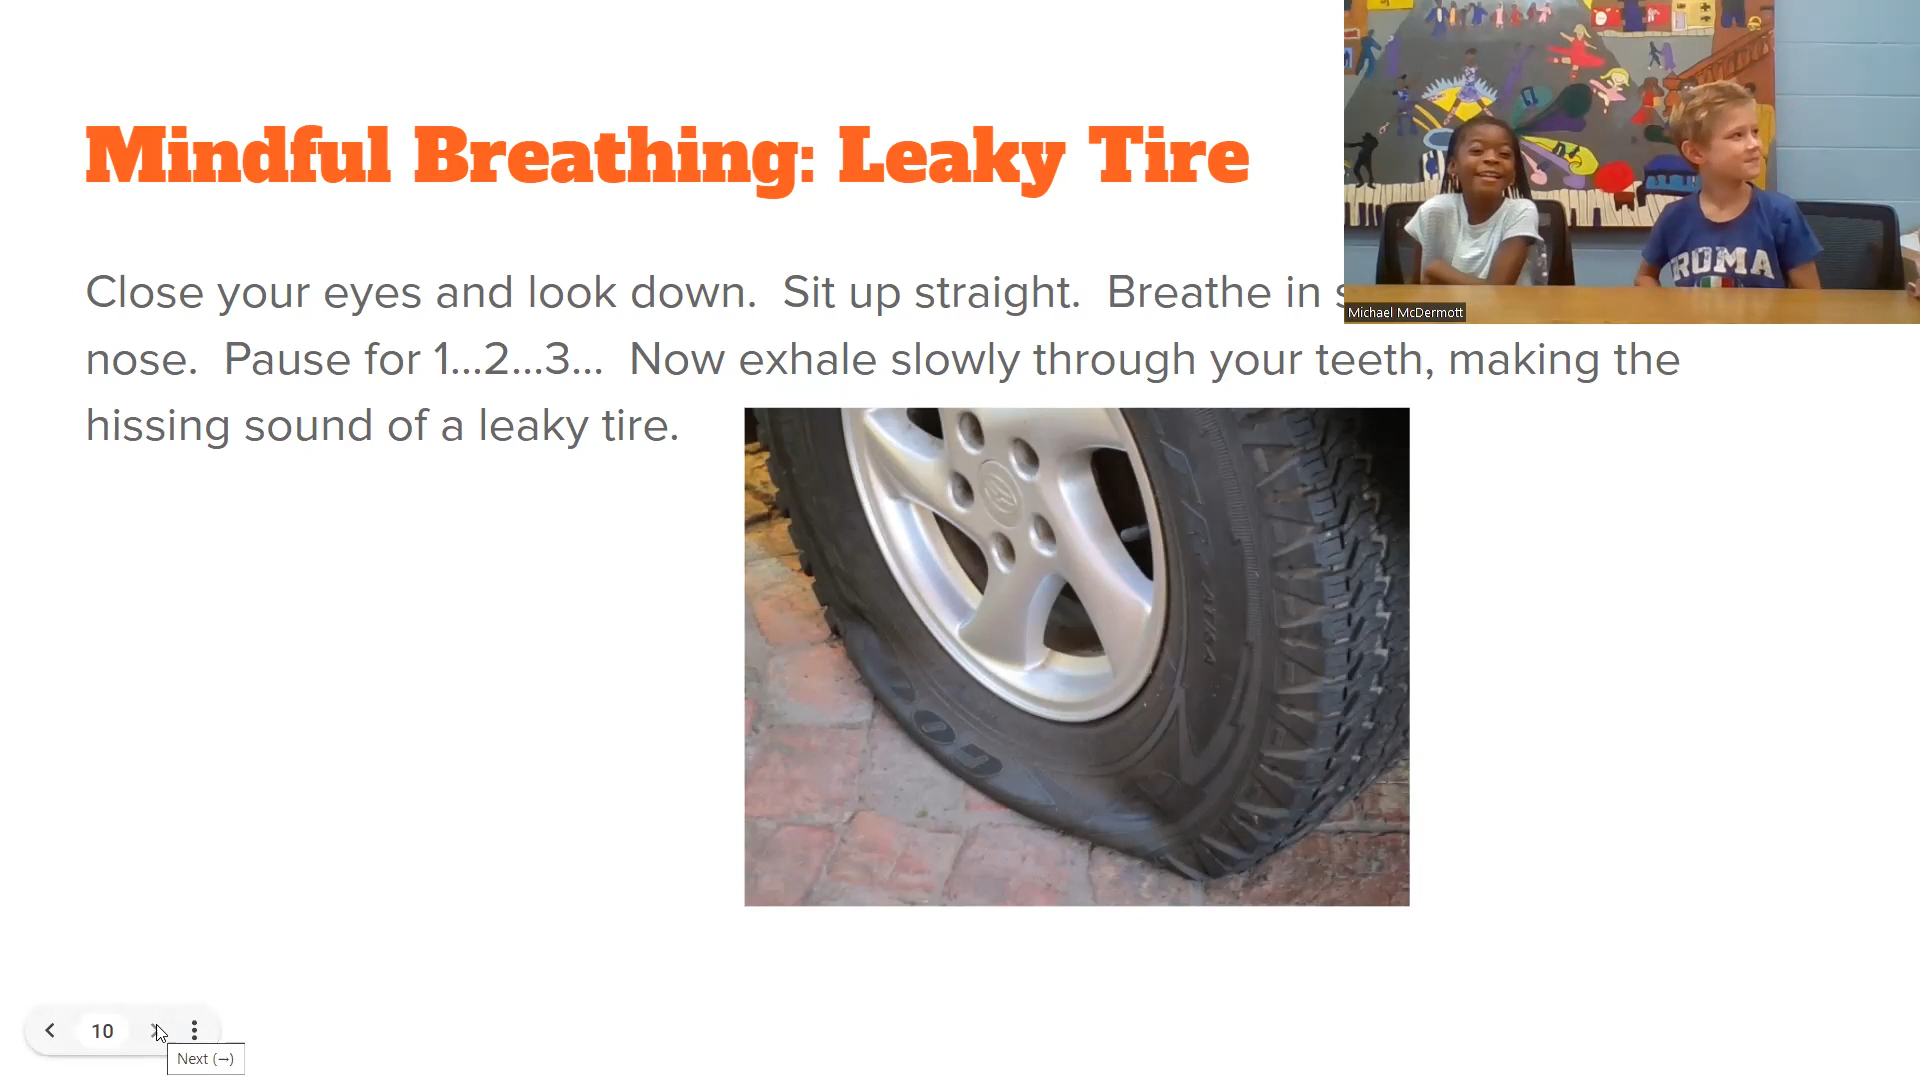 Mindful Breathing: Leaky Tire
Close your eyes and look down. Sit up straight. Breathe in
nose. Pause for 1...2...3... Now exhale slowly through your teeth, making the
hissing sound of a leaky tire.
ROMA
Michael McDermott
10
Next (→)